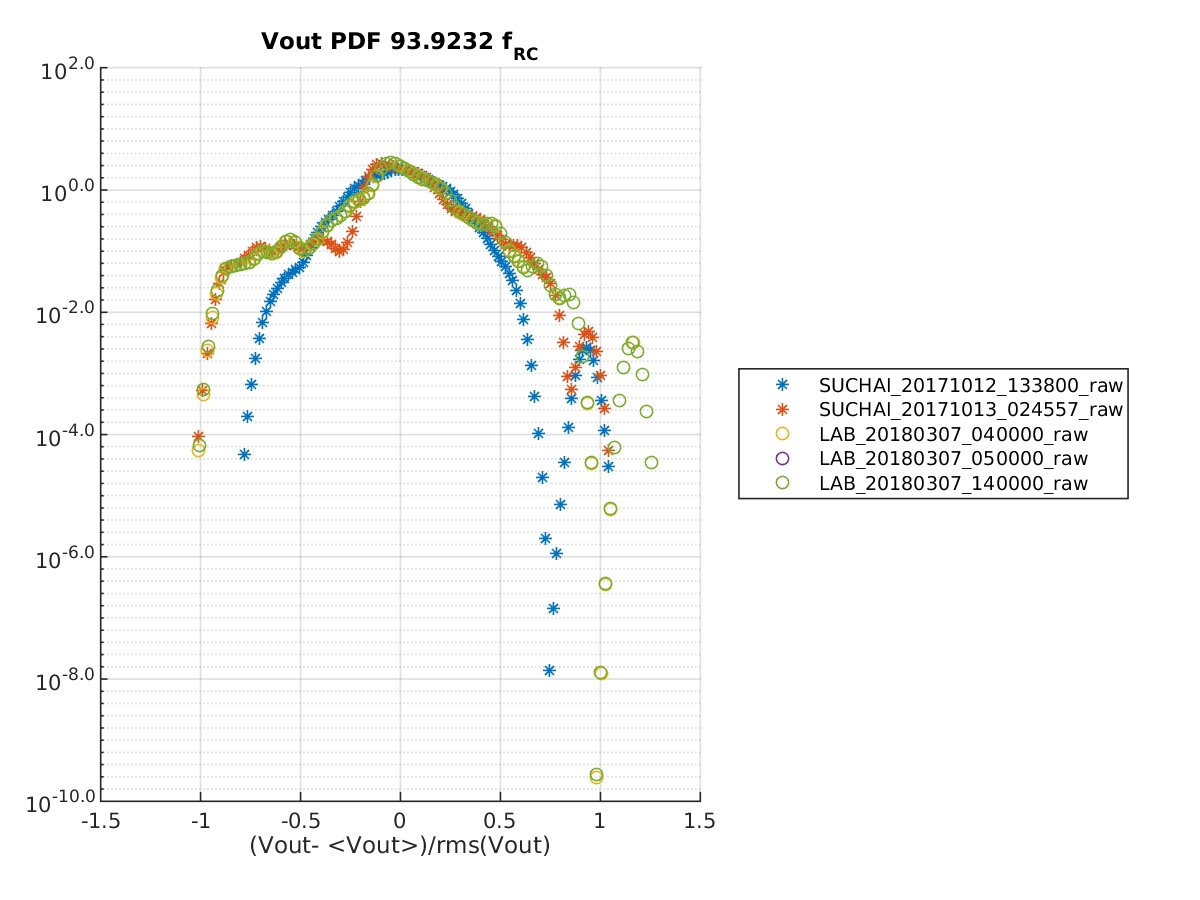 Vout PDF 93.9232 f_RC
10^2.0
10^0.0
10^-2.0
10^-4.0
10^-6.0
10^-8.0
10^-10.0
-1.5 -1 -0.5 0 0.5 1 1.5
(Vout- <Vout>)/rms(Vout)
SUCHAI_20171012_133800_raw
SUCHAI_20171013_024557_raw
LAB_20180307_040000_raw
LAB_20180307_050000_raw
LAB_20180307_140000_raw